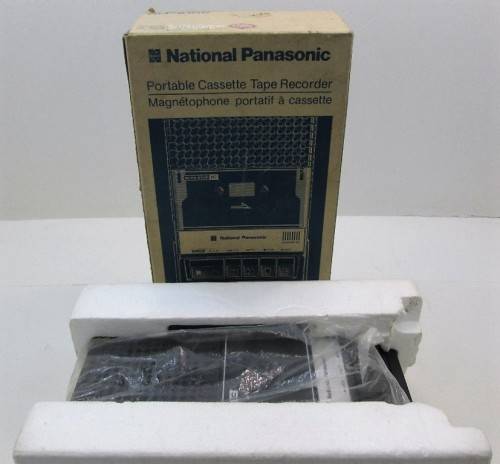 National Panasonic
Portable Cassette Tape Recorder
Magnétophone portatif à cassette
National Panasonic